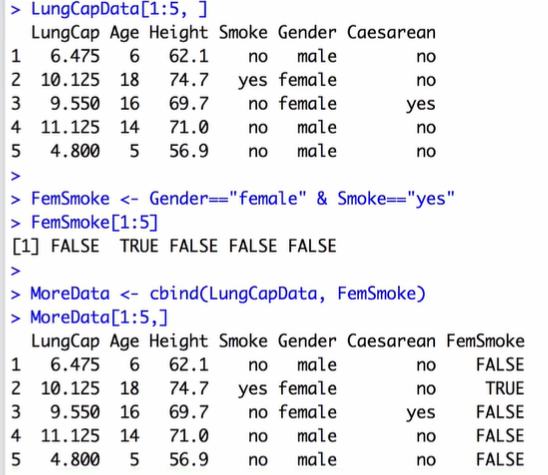 > LungCapData[1:5, ]
LungCap Age Height Smoke Gender Caesarean
1 6.475 6 62.1 no male no
2 10.125 18 74.7 yes female no
3 9.550 16 69.7 no female yes
4 11.125 14 71.0 no male no
5 4.800 5 56.9 no male no
>
> FemSmoke <- Gender=="female" & Smoke=="yes"
> FemSmoke[1:5]
[1] FALSE TRUE FALSE FALSE FALSE
>
> MoreData <- cbind(LungCapData, FemSmoke)
> MoreData[1:5,]
LungCap Age Height Smoke Gender Caesarean FemSmoke
1 6.475 6 62.1 no male no FALSE
2 10.125 18 74.7 yes female no TRUE
3 9.550 16 69.7 no female yes FALSE
4 11.125 14 71.0 no male no FALSE
5 4.800 5 56.9 no male no FALSE